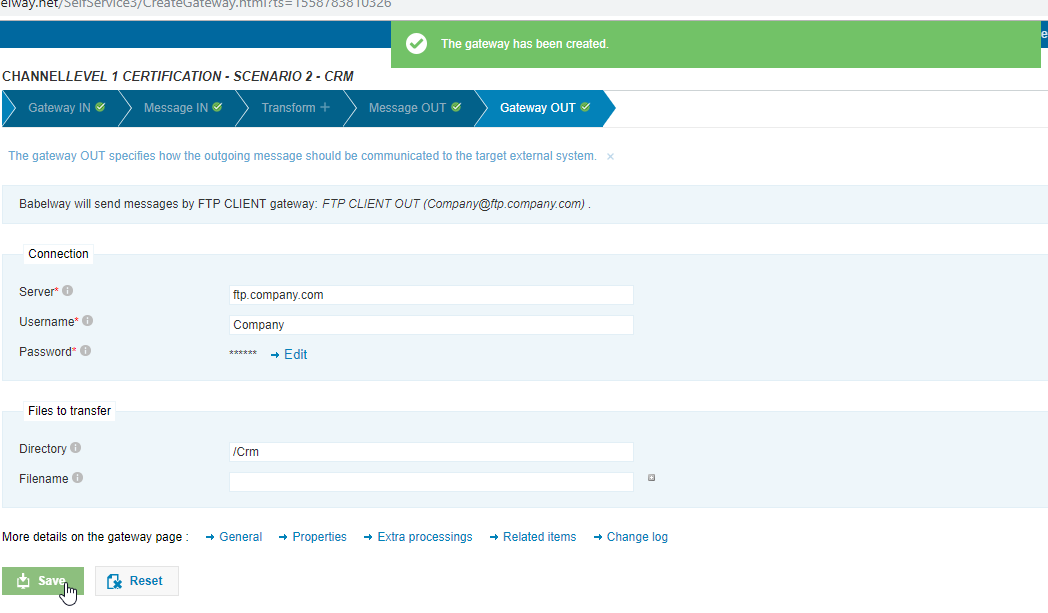 elway.net/SelfService3/CreateGateway.html?ts=1558783810326
The gateway has been created.
e
CHANNELLEVEL 1 CERTIFICATION - SCENARIO 2 - CRM
Gateway IN Message IN Transform + Message OUT Gateway OUT
The gateway OUT specifies how the outgoing message should be communicated to the target external system. ×
Babelway will send messages by FTP CLIENT gateway: FTP CLIENT OUT (Company@ftp.company.com) .
Connection
Server* ftp.company.com
Username* Company
Password* ****** → Edit
Files to transfer
Directory /Crm
Filename
More details on the gateway page : → General → Properties → Extra processings → Related items → Change log
Save Reset